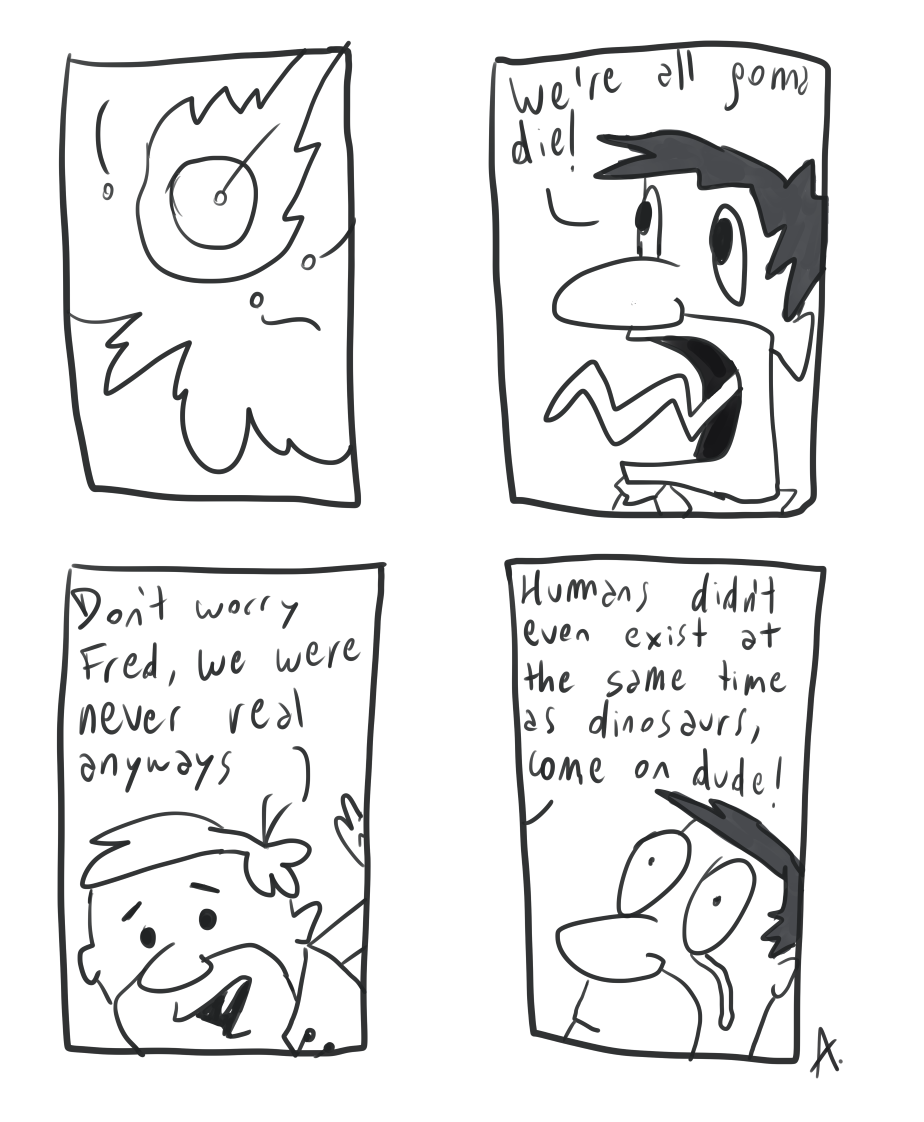 We're all gonna
die!
Don't worry
Fred, we were
never real
anyways
Humans didn't
even exist at
the same time
as dinosaurs,
come on dude!
A.